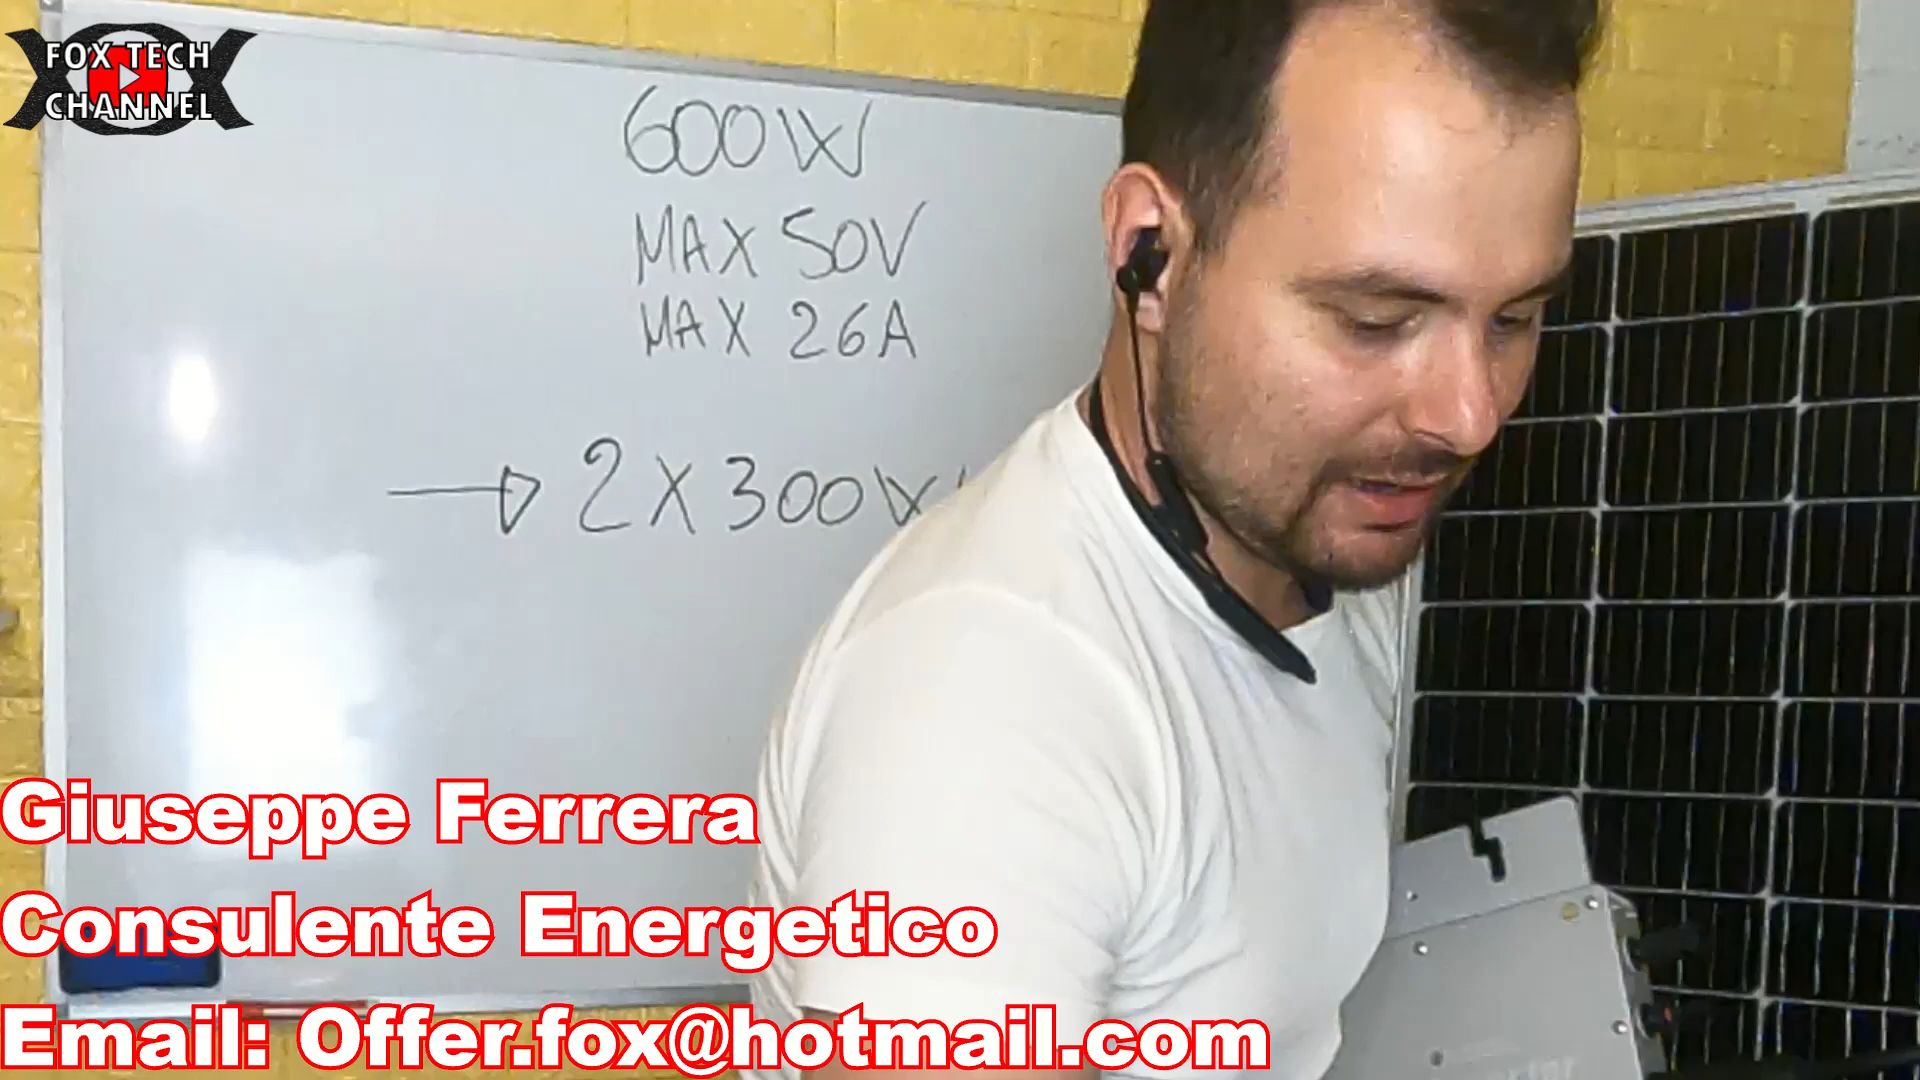 FOX TECH
CHANNEL
600W
MAX 50V
MAX 26A
2X300W
Giuseppe Ferrera
Consulente Energetico
Email: Offer.fox@hotmail.com